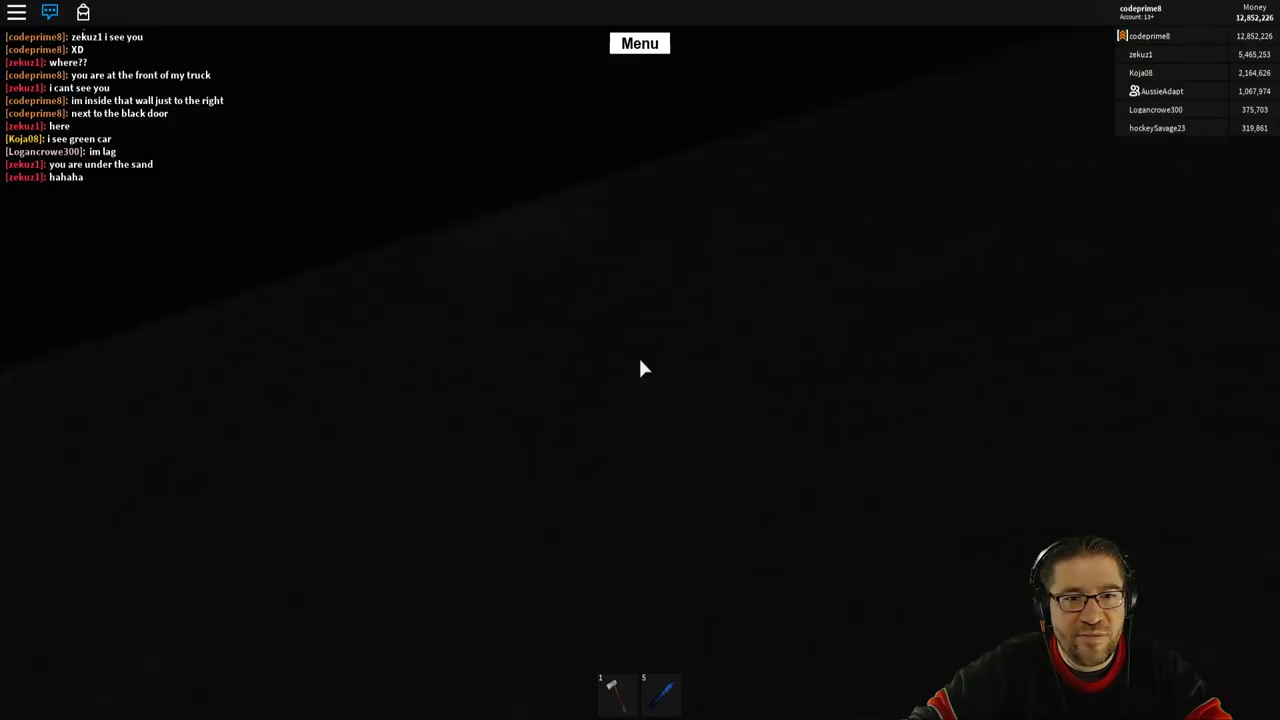 codeprime8
Account: 13+
Money
12,852,226
Menu
[codeprime8]: zekuz1 i see you
[codeprime8]: XD
[zekuz1]: where??
[codeprime8]: you are at the front of my truck
[zekuz1]: i cant see you
[codeprime8]: im inside that wall just to the right
[codeprime8]: next to the black door
[zekuz1]: here
[Koja08]: i see green car
[Logancrowe300]: im lag
[zekuz1]: you are under the sand
[zekuz1]: hahaha
codeprime8 12,852,226
zekuz1 5,465,253
Koja08 2,164,626
AussieAdapt 1,067,974
Logancrowe300 375,703
hockeySavage23 319,861
1 5